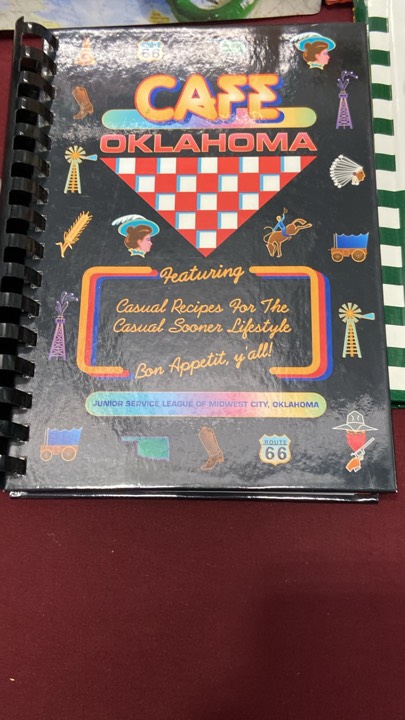 66
CAFE
OKLAHOMA
Featuring
Casual Recipes For The
Casual Sooner Lifestyle
Bon Appetit, y'all!
JUNIOR SERVICE LEAGUE OF MIDWEST CITY, OKLAHOMA
ROUTE
66